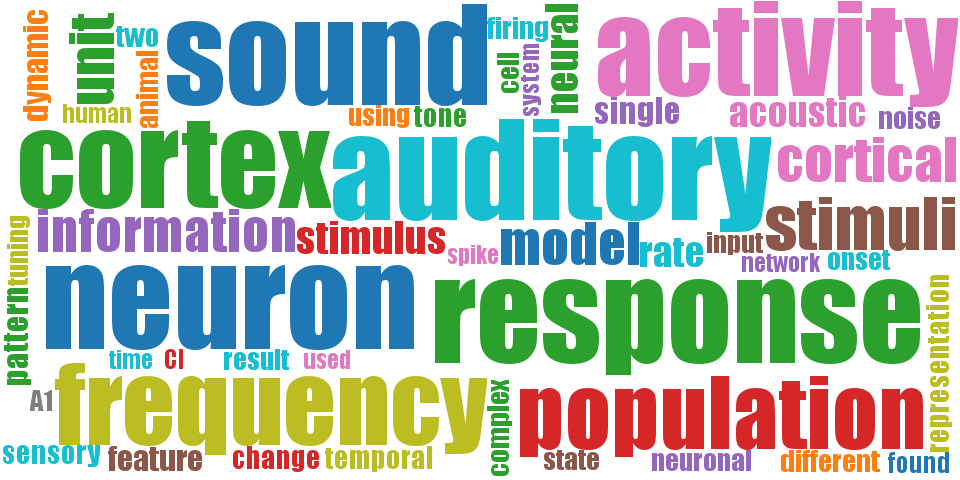 dynamic
unit
two
animal
human
sound
firing
cell
system
neural
activity
using
tone
single
acoustic
noise
cortex
auditory
cortical
information
stimulus
spike
model
rate
input
stimuli
network
onset
tuning
pattern
neuron
response
representation
time
CI
result
used
A1
frequency
complex
population
sensory
feature
change
temporal
state
neuronal
different
found